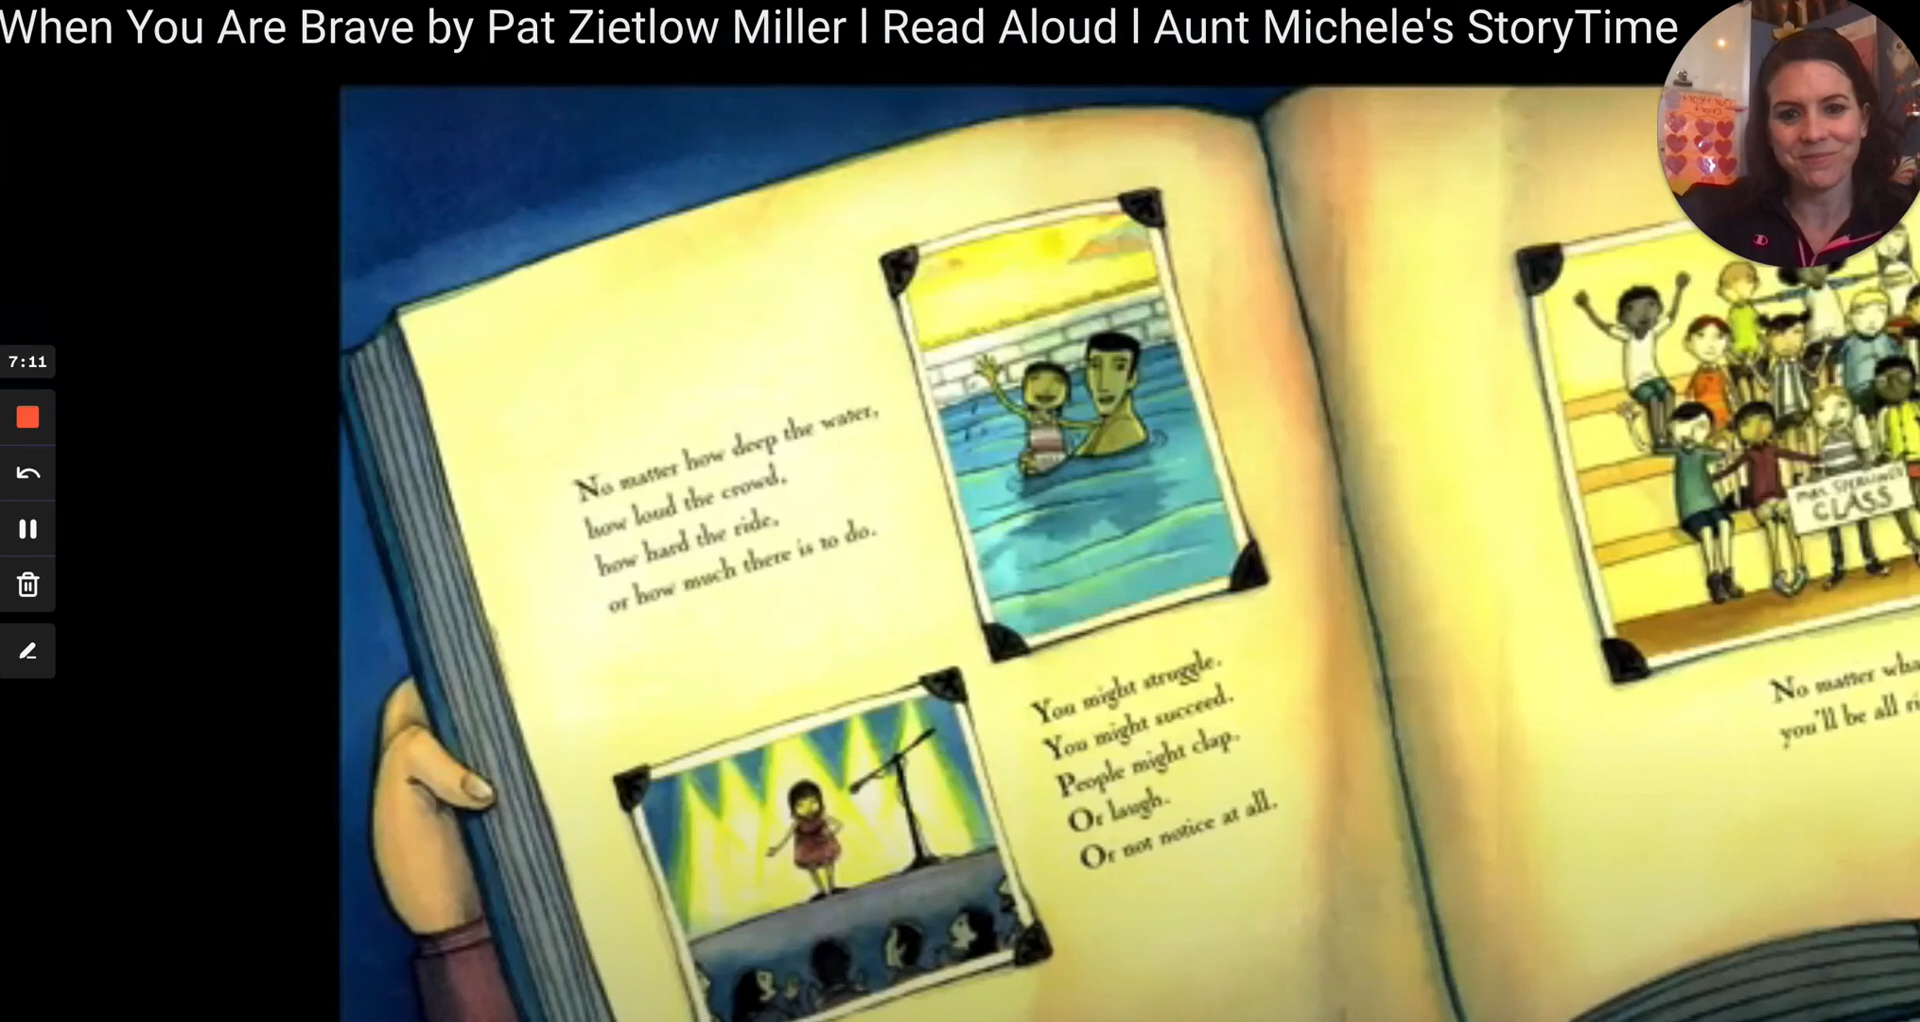 When You Are Brave by Pat Zietlow Miller l Read Aloud l Aunt Michele's StoryTime
7:11
No matter how deep the water,
how loud the crowd,
how hard the ride,
or how much there is to do.
You might struggle.
You might succeed.
People might clap.
Or laugh.
Or not notice at all.
CLASS
No matter
you'll be all